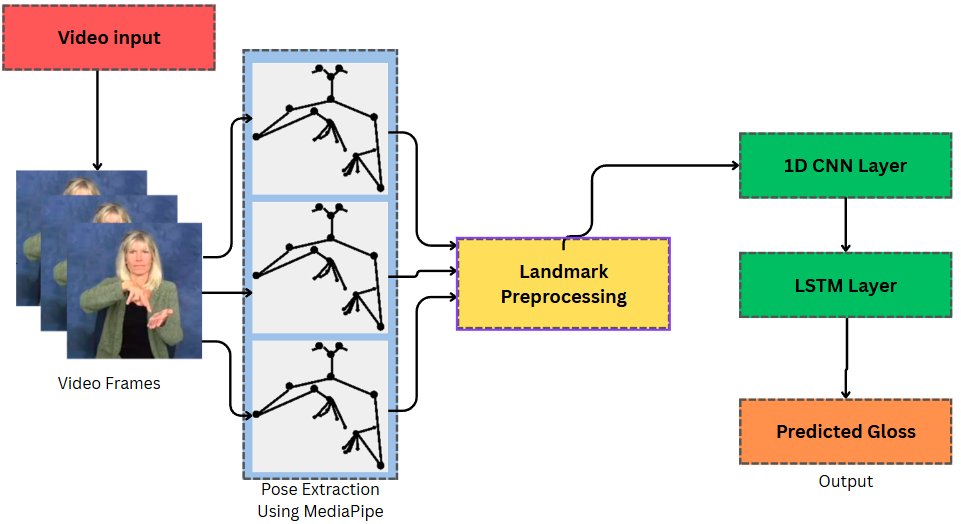 Video input
Video Frames
Pose Extraction
Using MediaPipe
Landmark
Preprocessing
1D CNN Layer
LSTM Layer
Predicted Gloss
Output